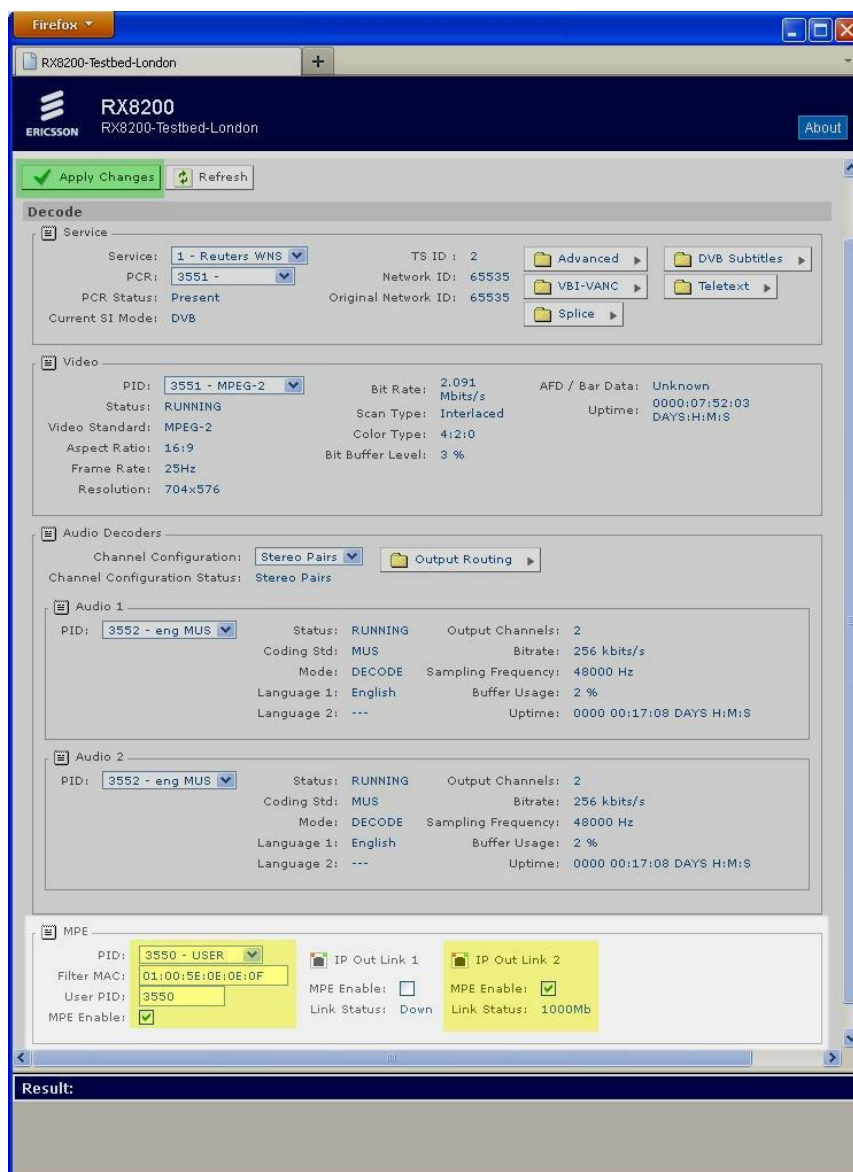 Firefox
RX8200-Testbed-London
+
ERICSSON
RX8200
RX8200-Testbed-London
About
Apply Changes
Refresh
Decode
Service
Service: 1 - Reuters WNS
PCR: 3551 -
PCR Status: Present
Current SI Mode: DVB
TS ID : 2
Network ID: 65535
Original Network ID: 65535
Advanced
VBI-VANC
Splice
DVB Subtitles
Teletext
Video
PID: 3551 - MPEG-2
Status: RUNNING
Video Standard: MPEG-2
Aspect Ratio: 16:9
Frame Rate: 25Hz
Resolution: 704x576
Bit Rate: 2.091
Mbits/s
Scan Type: Interlaced
Color Type: 4:2:0
Bit Buffer Level: 3 %
AFD / Bar Data: Unknown
Uptime: 0000:07:52:03
DAYS:H:M:S
Audio Decoders
Channel Configuration: Stereo Pairs
Output Routing
Channel Configuration Status: Stereo Pairs
Audio 1
PID: 3552 - eng MUS
Status: RUNNING
Coding Std: MUS
Mode: DECODE
Language 1: English
Language 2: ---
Output Channels: 2
Bitrate: 256 kbits/s
Sampling Frequency: 48000 Hz
Buffer Usage: 2 %
Uptime: 0000 00:17:08 DAYS H:M:S
Audio 2
PID: 3552 - eng MUS
Status: RUNNING
Coding Std: MUS
Mode: DECODE
Language 1: English
Language 2: ---
Output Channels: 2
Bitrate: 256 kbits/s
Sampling Frequency: 48000 Hz
Buffer Usage: 2 %
Uptime: 0000 00:17:08 DAYS H:M:S
MPE
PID: 3550 - USER
Filter MAC: 01:00:5E:0E:0E:0F
User PID: 3550
MPE Enable:
IP Out Link 1
MPE Enable:
Link Status: Down
IP Out Link 2
MPE Enable:
Link Status: 1000Mb
Result: